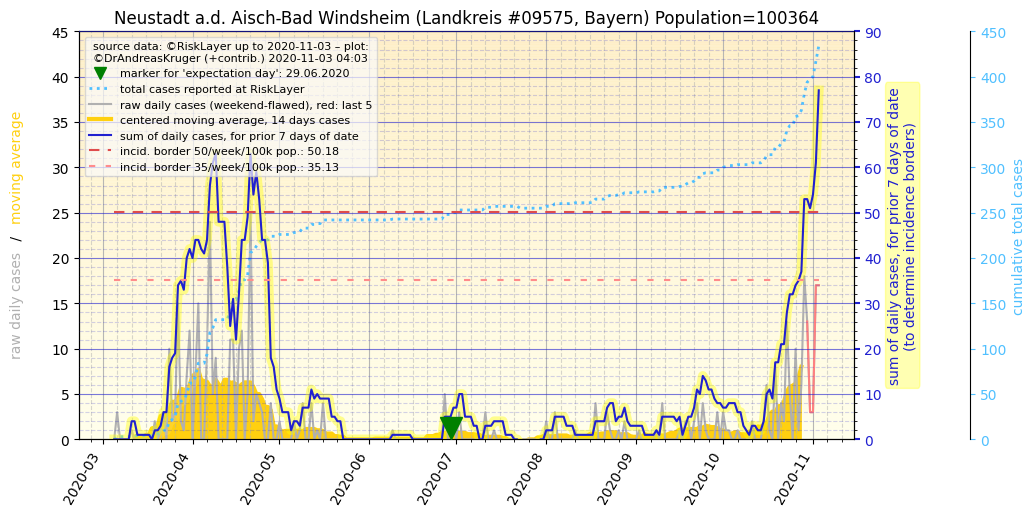 Neustadt a.d. Aisch-Bad Windsheim (Landkreis #09575, Bayern) Population=100364
source data: ©RiskLayer up to 2020-11-03 – plot:
©DrAndreasKruger (+contrib.) 2020-11-03 04:03
marker for 'expectation day': 29.06.2020
total cases reported at RiskLayer
raw daily cases (weekend-flawed), red: last 5
centered moving average, 14 days cases
sum of daily cases, for prior 7 days of date
incid. border 50/week/100k pop.: 50.18
incid. border 35/week/100k pop.: 35.13
raw daily cases / moving average
45
40
35
30
25
20
15
10
5
0
2020-03
2020-04
2020-05
2020-06
2020-07
2020-08
2020-09
2020-10
2020-11
90
80
70
60
50
40
30
20
10
0
sum of daily cases, for prior 7 days of date
(to determine incidence borders)
450
400
350
300
250
200
150
100
50
0
cumulative total cases